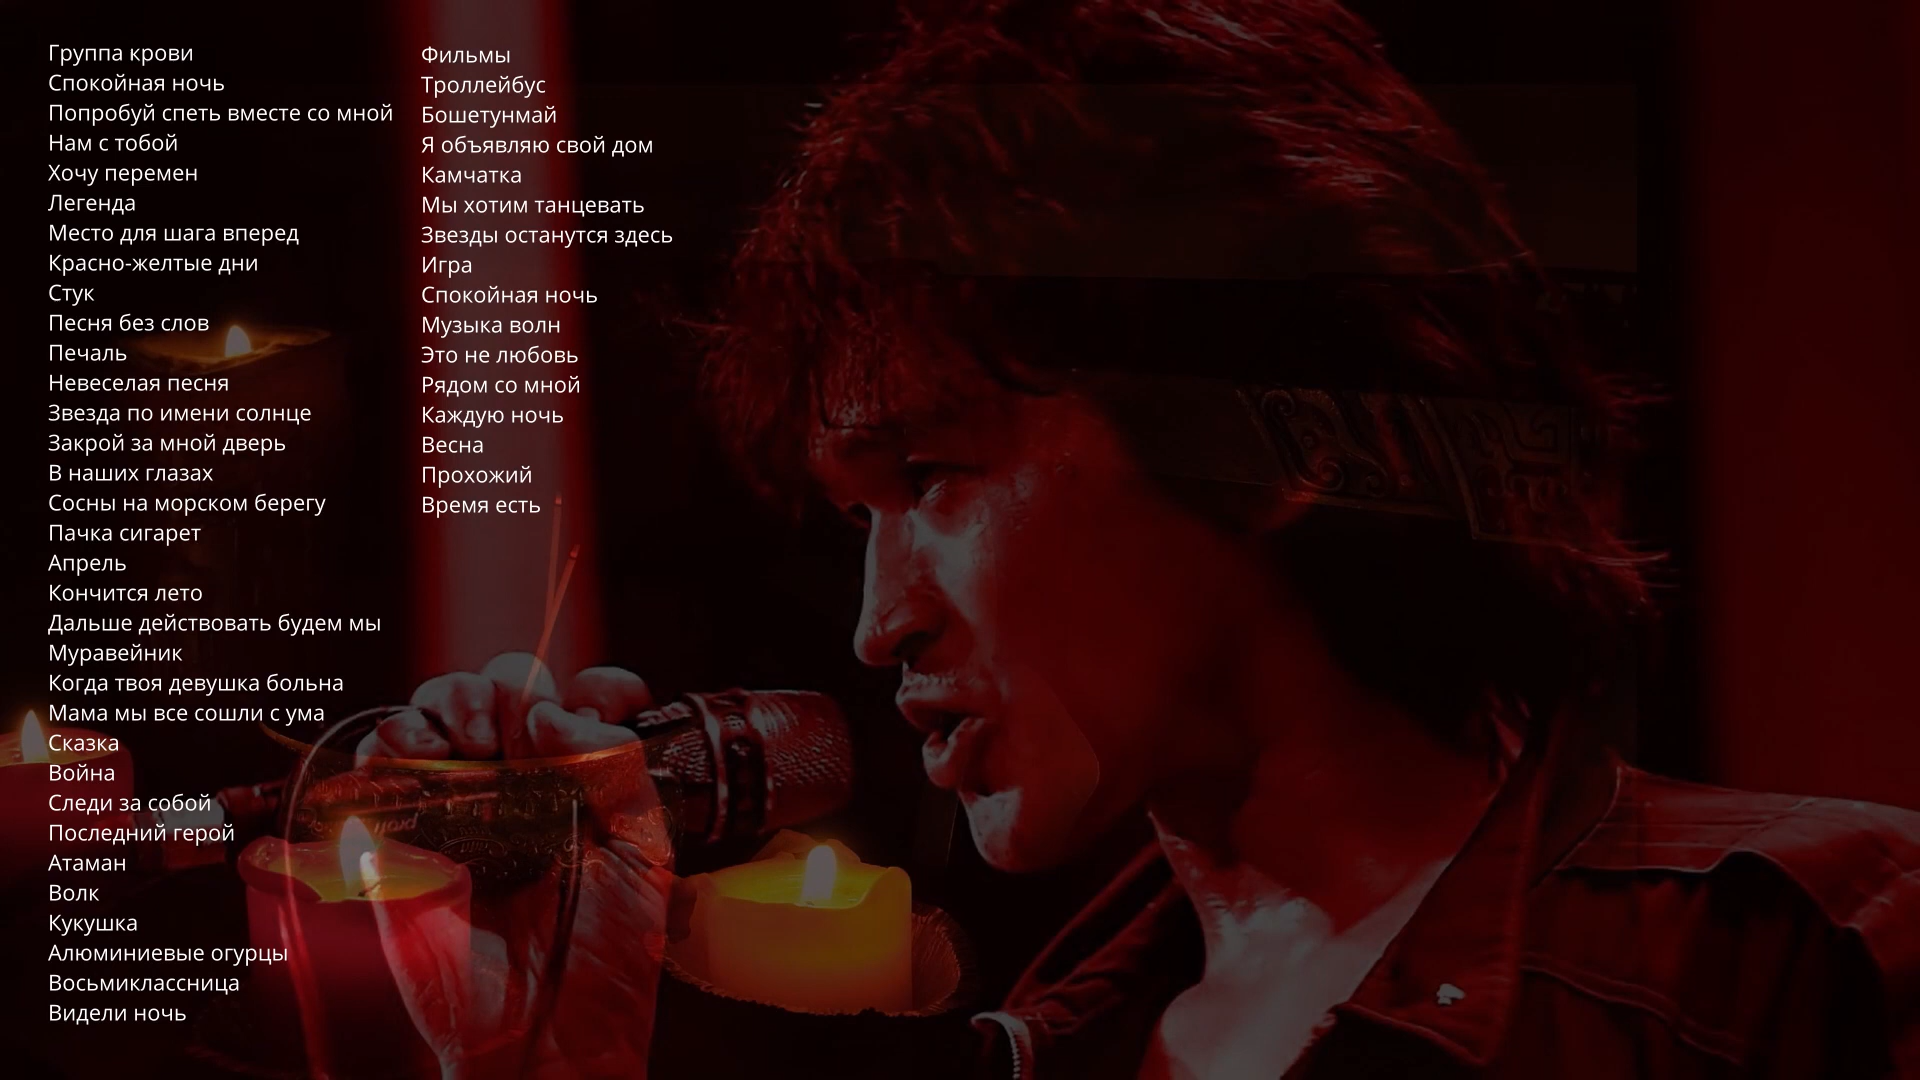 Группа крови
Спокойная ночь
Попробуй спеть вместе со мной
Нам с тобой
Хочу перемен
Легенда
Место для шага вперед
Красно-желтые дни
Стук
Песня без слов
Печаль
Невеселая песня
Звезда по имени солнце
Закрой за мной дверь
В наших глазах
Сосны на морском берегу
Пачка сигарет
Апрель
Кончится лето
Дальше действовать будем мы
Муравейник
Когда твоя девушка больна
Мама мы все сошли с ума
Сказка
Война
Следи за собой
Последний герой
Атаман
Волк
Кукушка
Алюминиевые огурцы
Восьмиклассница
Видели ночь
Фильмы
Троллейбус
Бошетунмай
Я объявляю свой дом
Камчатка
Мы хотим танцевать
Звезды останутся здесь
Игра
Спокойная ночь
Музыка волн
Это не любовь
Рядом со мной
Каждую ночь
Весна
Прохожий
Время есть